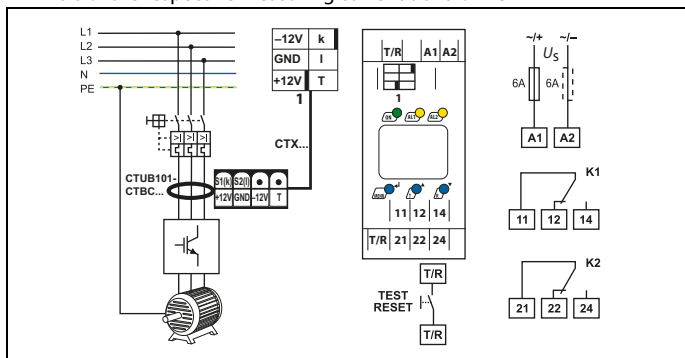 L1
L2
L3
N
PE
–12V k
GND l
+12V T
1
CTX...
CTUB101-
CTBC...
S1(k) S2(l)
+12V GND –12V T
T/R A1 A2
1
ON AL1 AL2
MENU
11 12 14
T/R 21 22 24
T/R
TEST
RESET
T/R
~/+ ~/–
US
6A 6A
A1 A2
K1
11 12 14
K2
21 22 24